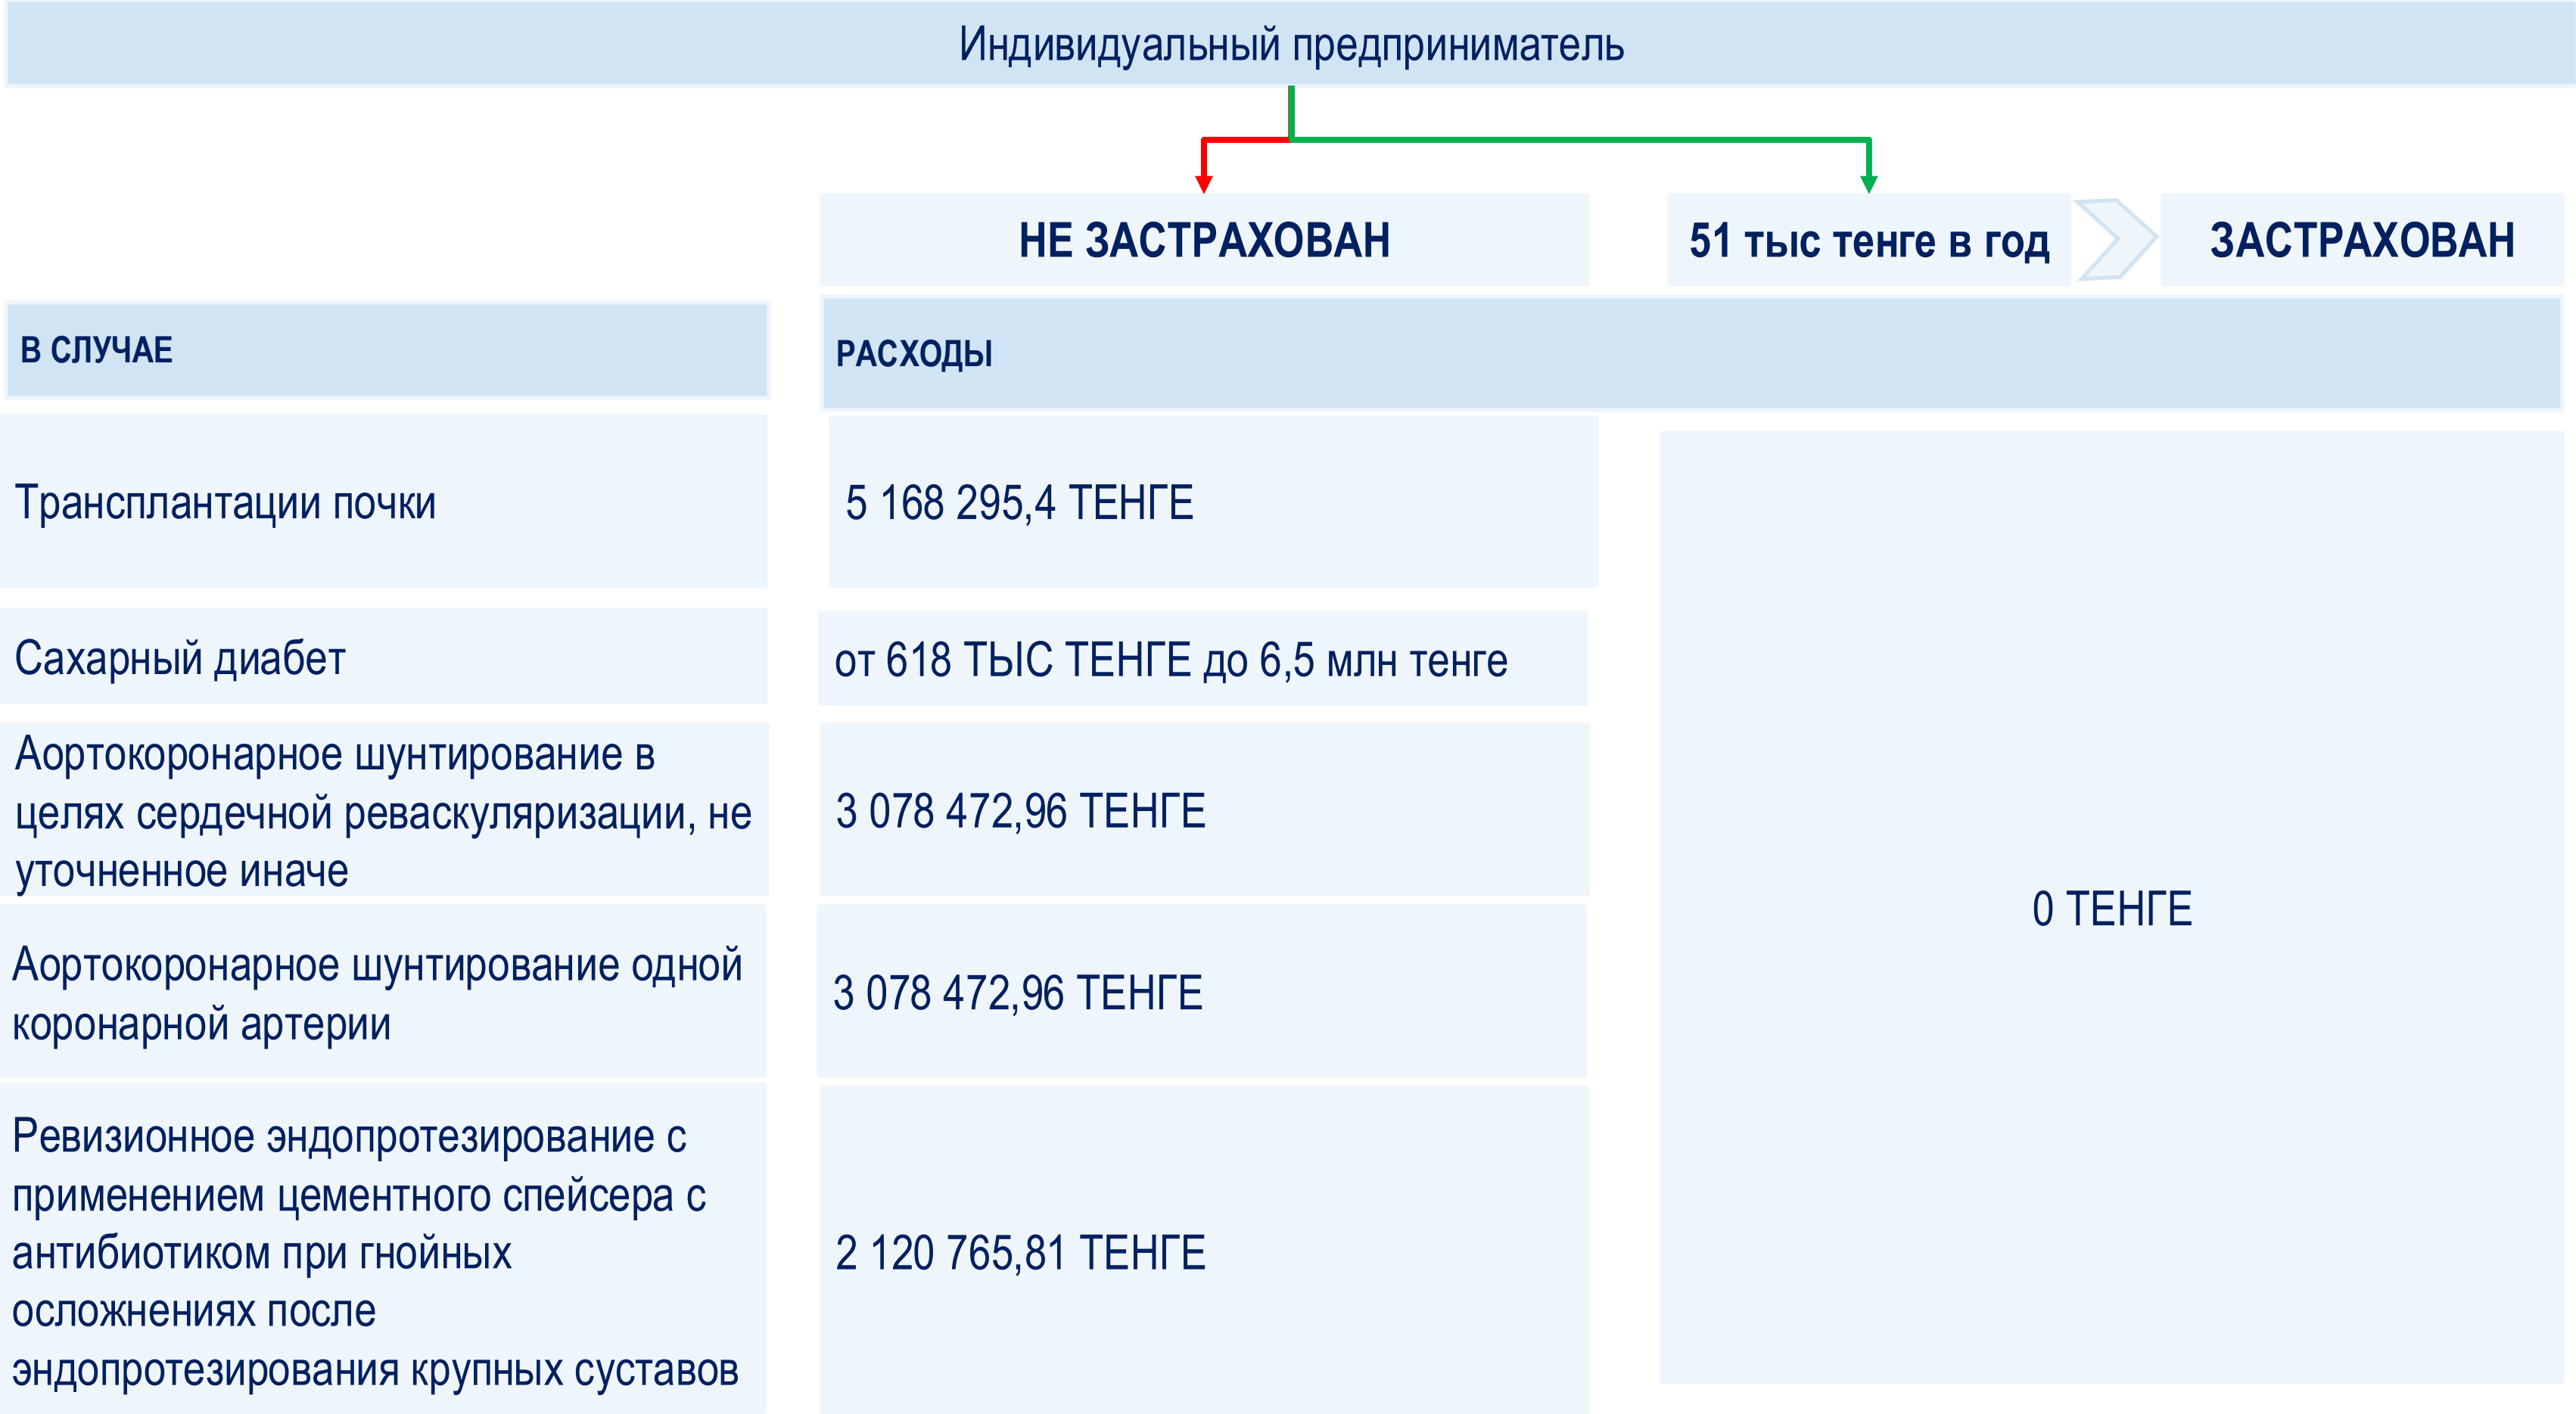 Индивидуальный предприниматель
НЕ ЗАСТРАХОВАН
51 тыс тенге в год
ЗАСТРАХОВАН
В СЛУЧАЕ
РАСХОДЫ
Трансплантации почки
5 168 295,4 ТЕНГЕ
Сахарный диабет
от 618 ТЫС ТЕНГЕ до 6,5 млн тенге
Аортокоронарное шунтирование в
целях сердечной реваскуляризации, не
уточненное иначе
3 078 472,96 ТЕНГЕ
0 ТЕНГЕ
Аортокоронарное шунтирование одной
коронарной артерии
3 078 472,96 ТЕНГЕ
Ревизионное эндопротезирование с
применением цементного спейсера с
антибиотиком при гнойных
осложнениях после
эндопротезирования крупных суставов
2 120 765,81 ТЕНГЕ